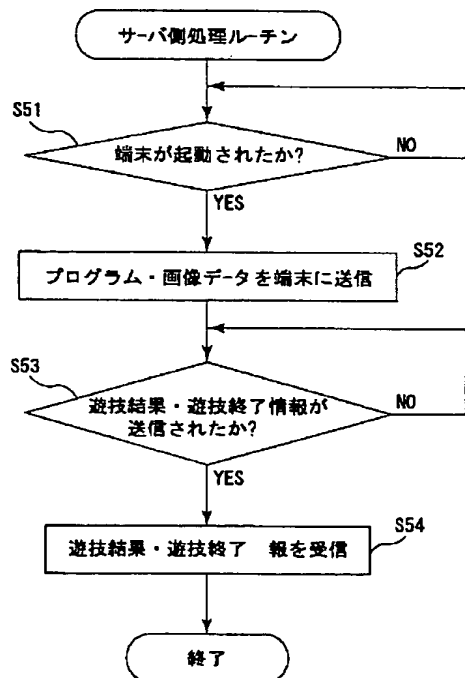 サーバ側処理ルーチン
S51
端末が起動されたか?
NO
YES
S52
プログラム・画像データを端末に送信
S53
遊技結果・遊技終了情報が
送信されたか?
NO
YES
S54
遊技結果・遊技終了 報を受信
終了